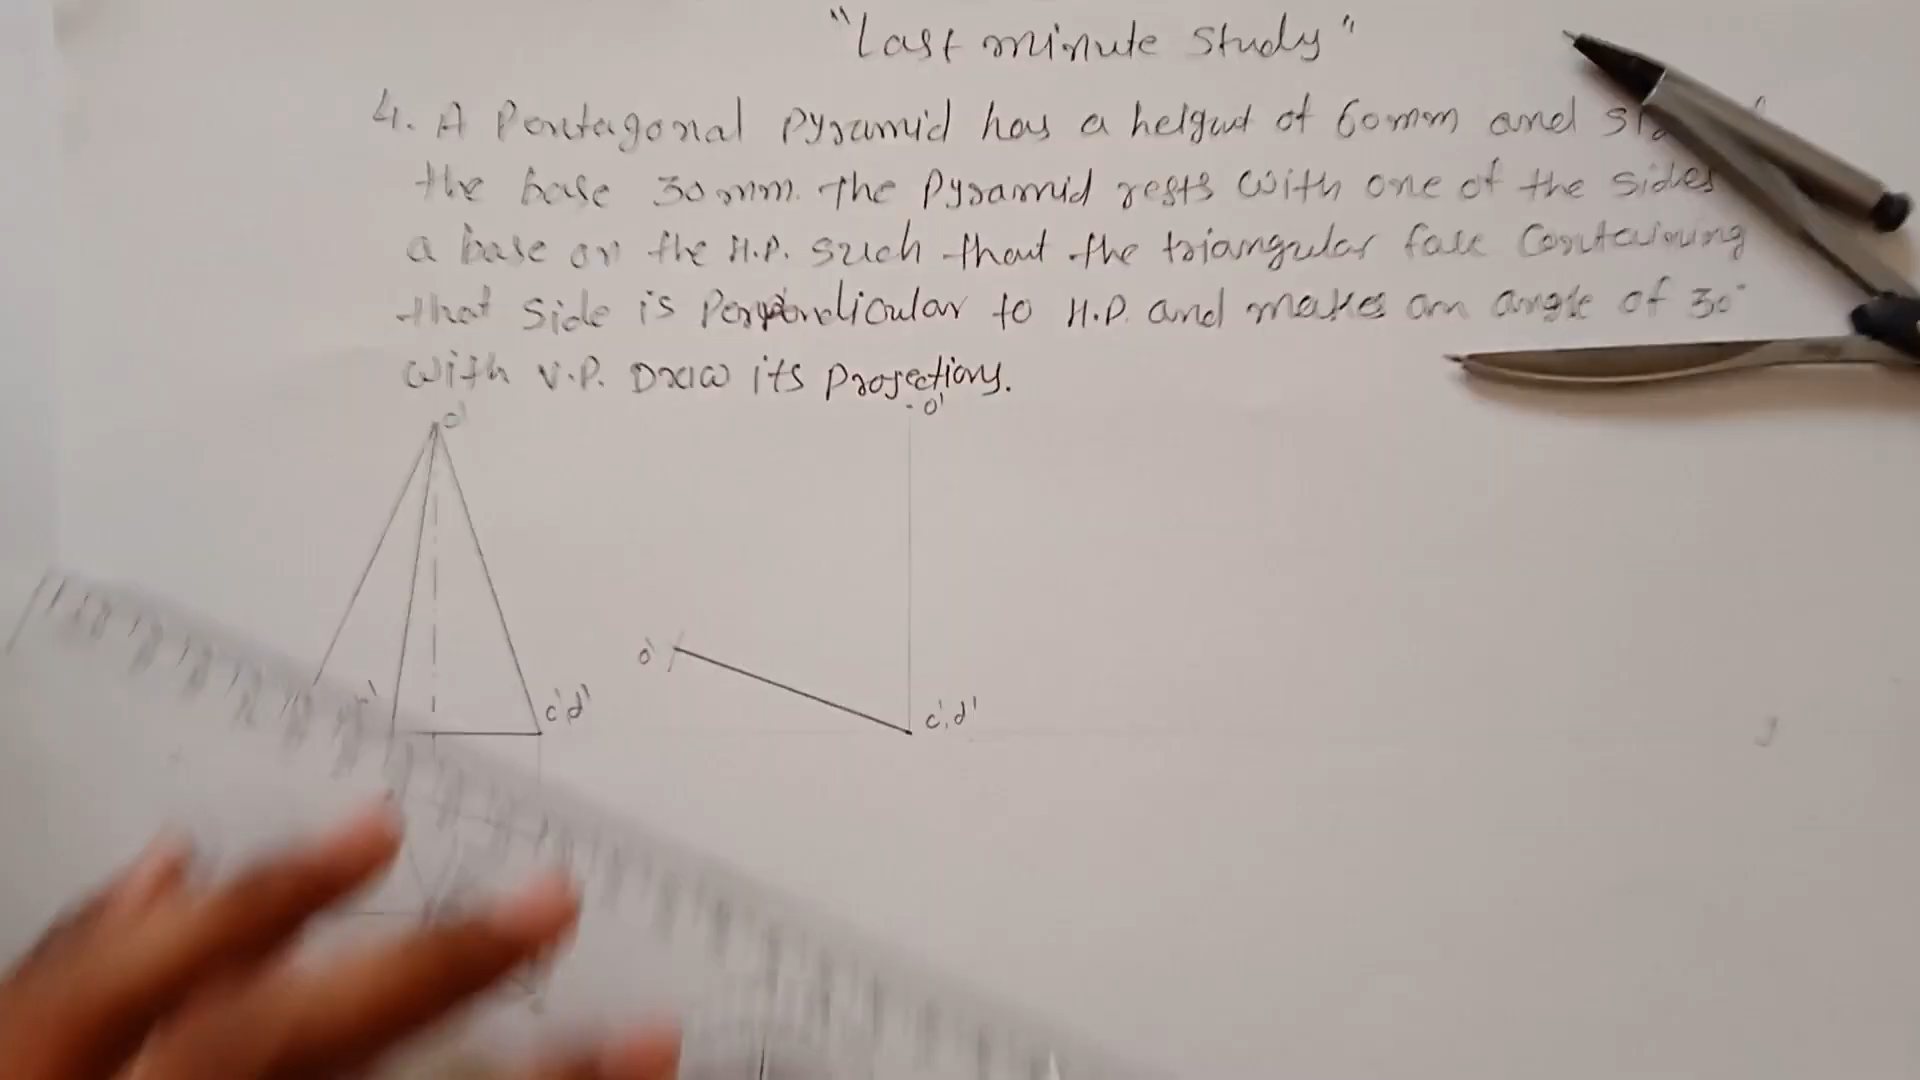 "Last minute study"
4. A Pentagonal pyramid has a height of 60mm and
the base 30mm. The Pyramid rests with one of the sides
a base on the H.P. such that the triangular face Containing
that side is Perpendicular to H.P. and makes an angle of 30°
with V.P. Draw its Projections.
o' o'
o' c'd' c',d'